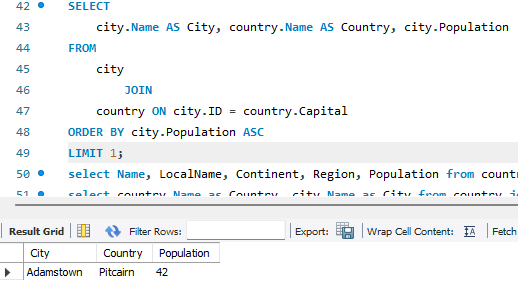 42 SELECT
43 city.Name AS City, country.Name AS Country, city.Population
44 FROM
45 city
46 JOIN
47 country ON city.ID = country.Capital
48 ORDER BY city.Population ASC
49 LIMIT 1;
50 select Name, LocalName, Continent, Region, Population from count
51 select country.Name as Country, city.Name as City from country
Result Grid Filter Rows: Export: Wrap Cell Content: Fetch
City Country Population
Adamstown Pitcairn 42